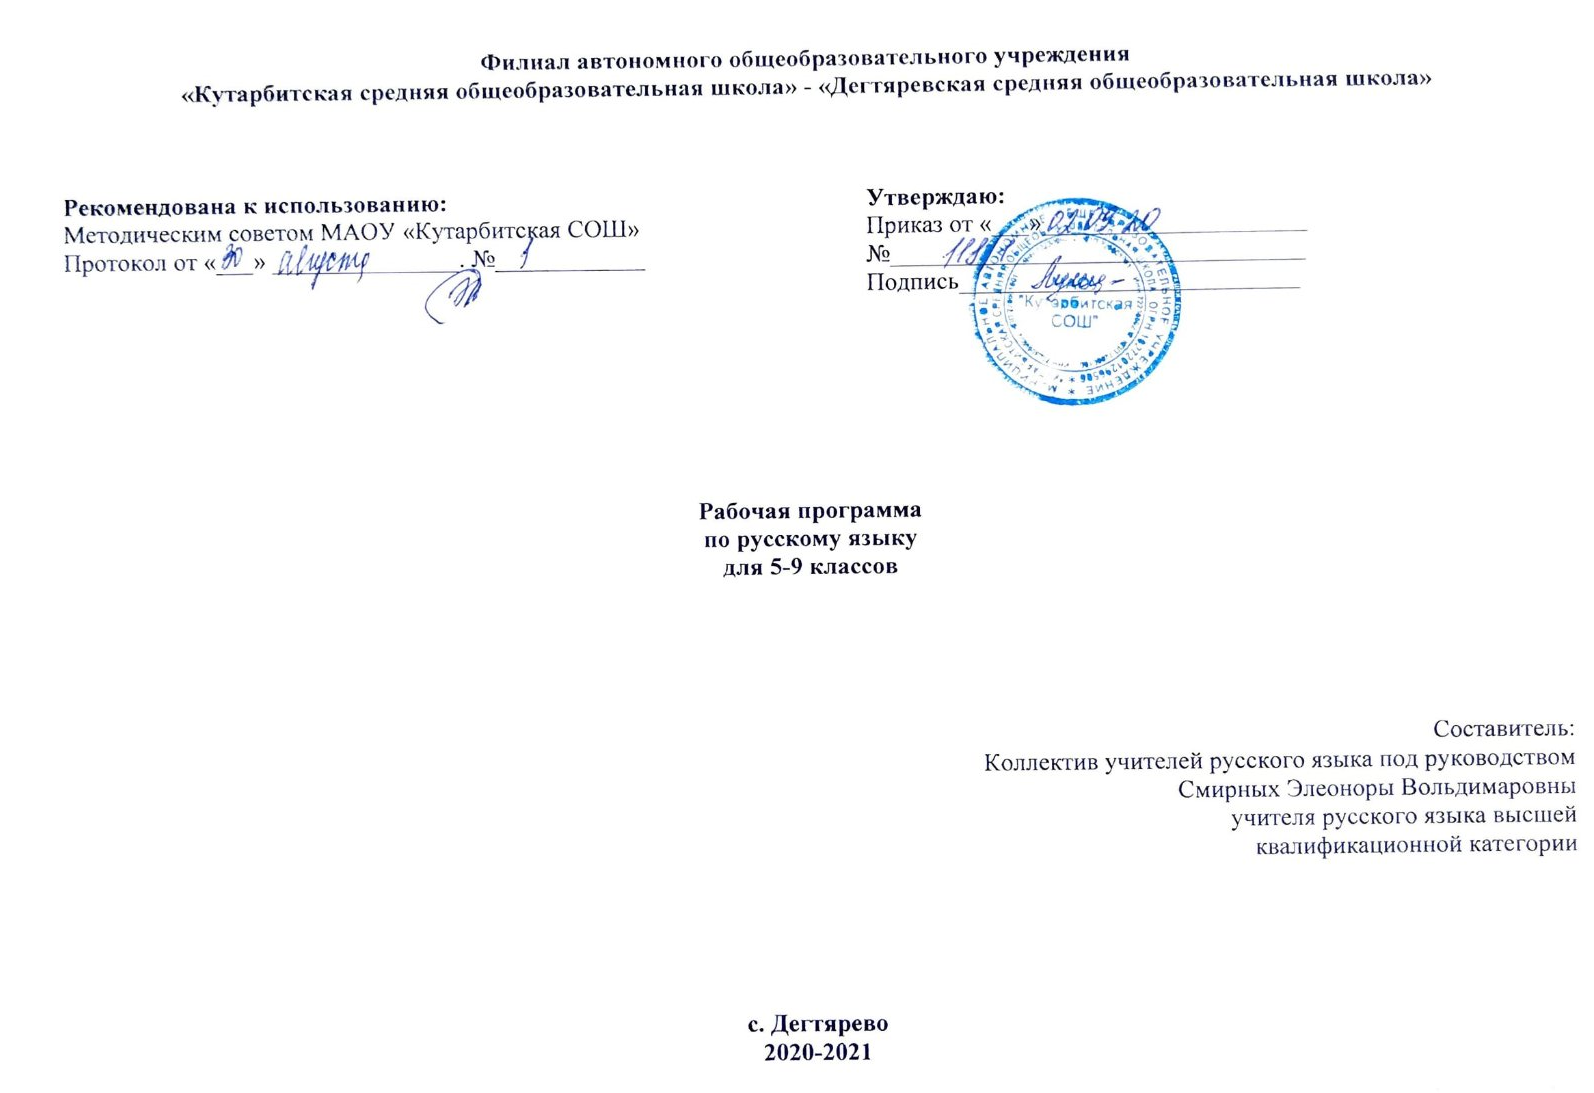 Филиал автономного общеобразовательного учреждения
«Кутарбитская средняя общеобразовательная школа» - «Дегтяревская средняя общеобразовательная школа»
Рекомендована к использованию:
Методическим советом МАОУ «Кутарбитская СОШ»
Протокол от «30» августа. № 1
Утверждаю:
Приказ от «___» 02.09.20
№
Подпись
"Кутарбитская
СОШ"
Рабочая программа
по русскому языку
для 5-9 классов
Составитель:
Коллектив учителей русского языка под руководством
Смирных Элеоноры Вольдимаровны
учителя русского языка высшей
квалификационной категории
с. Дегтярево
2020-2021